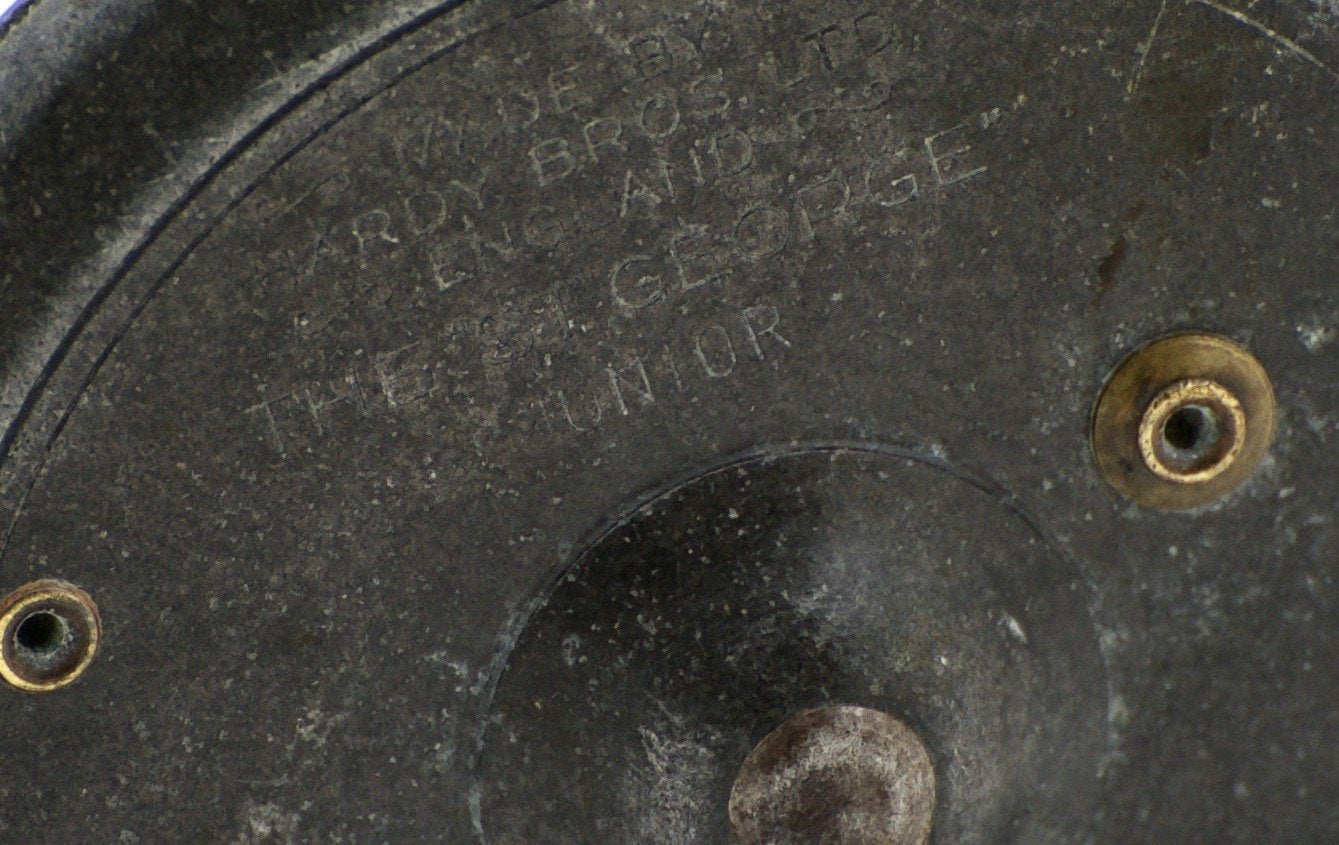 MADE BY
HARDY BROS. LTD
ENGLAND
THE ST. GEORGE"
JUNIOR